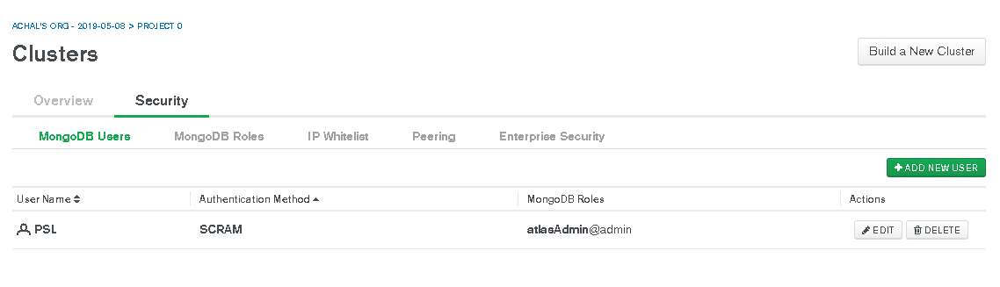 ACHAL'S ORG - 2019-05-08 > PROJECT 0
Clusters
Build a New Cluster
Overview Security
MongoDB Users MongoDB Roles IP Whitelist Peering Enterprise Security
ADD NEW USER
User Name Authentication Method MongoDB Roles Actions
PSL SCRAM atlasAdmin@admin EDIT DELETE